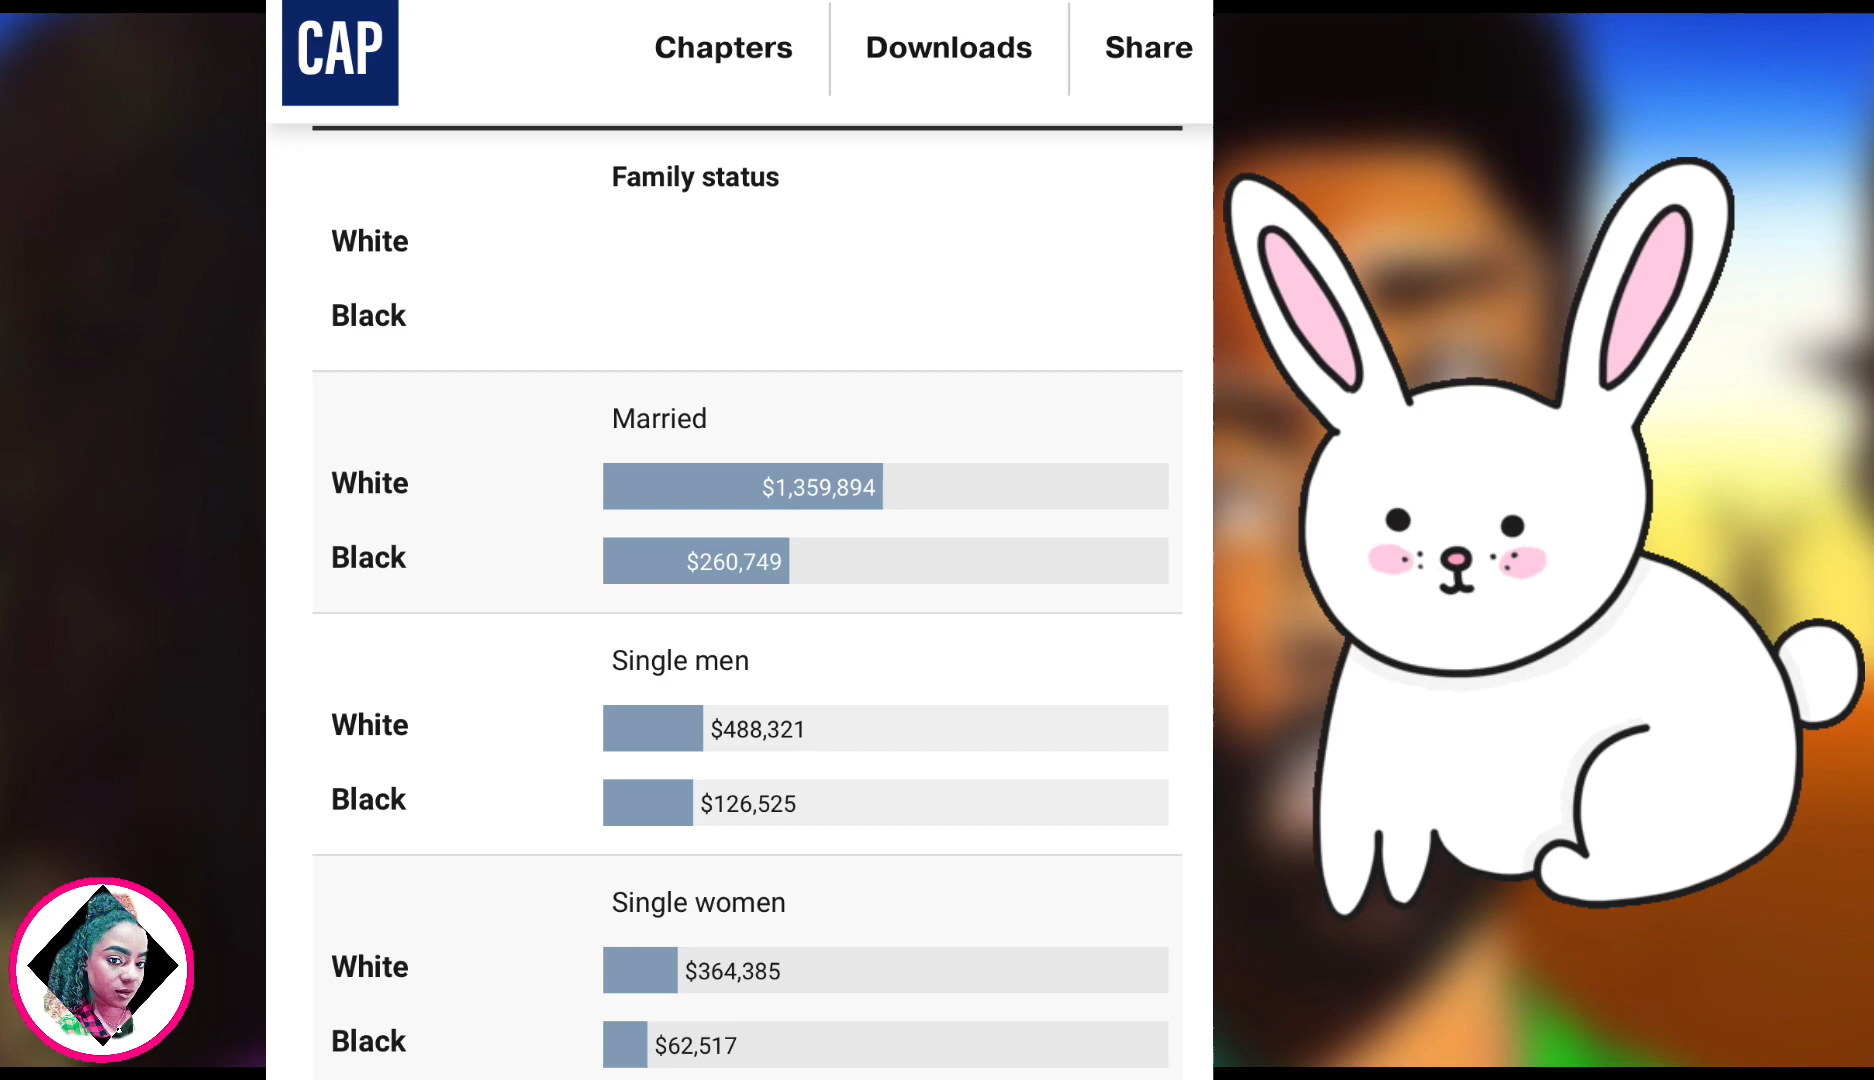 CAP
Chapters
Downloads
Share
Family status
White
Black
Married
White $1,359,894
Black $260,749
Single men
White $488,321
Black $126,525
Single women
White $364,385
Black $62,517